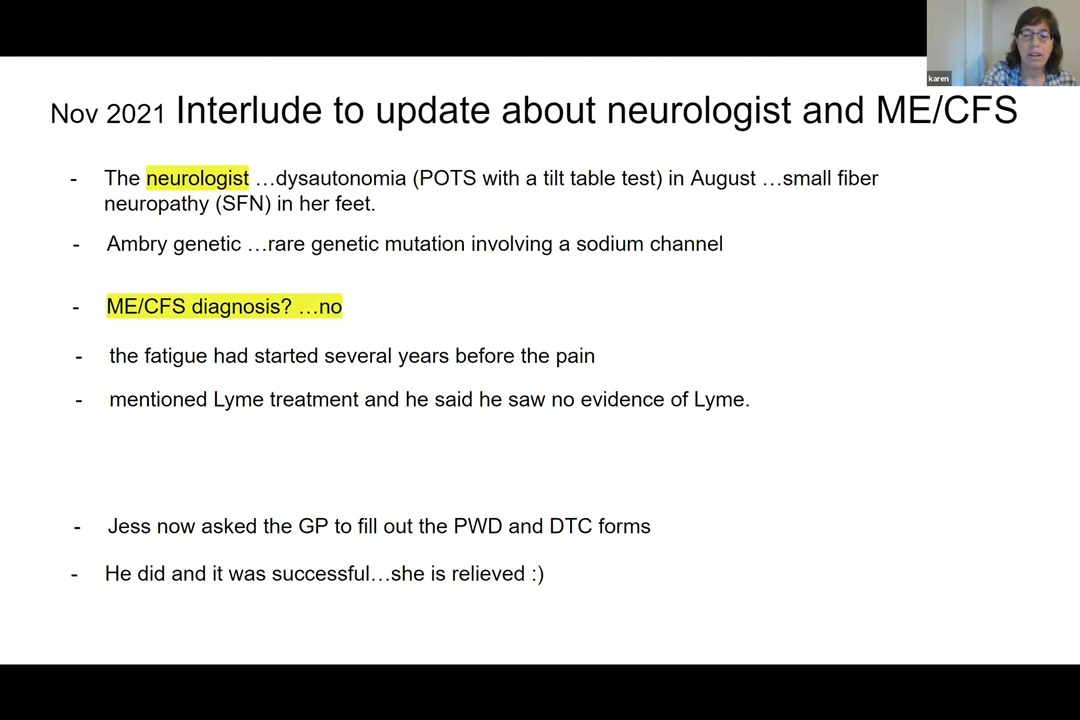 karen
Nov 2021 Interlude to update about neurologist and ME/CFS
- The neurologist …dysautonomia (POTS with a tilt table test) in August …small fiber
neuropathy (SFN) in her feet.
- Ambry genetic …rare genetic mutation involving a sodium channel
- ME/CFS diagnosis? …no
- the fatigue had started several years before the pain
- mentioned Lyme treatment and he said he saw no evidence of Lyme.
- Jess now asked the GP to fill out the PWD and DTC forms
- He did and it was successful…she is relieved :)